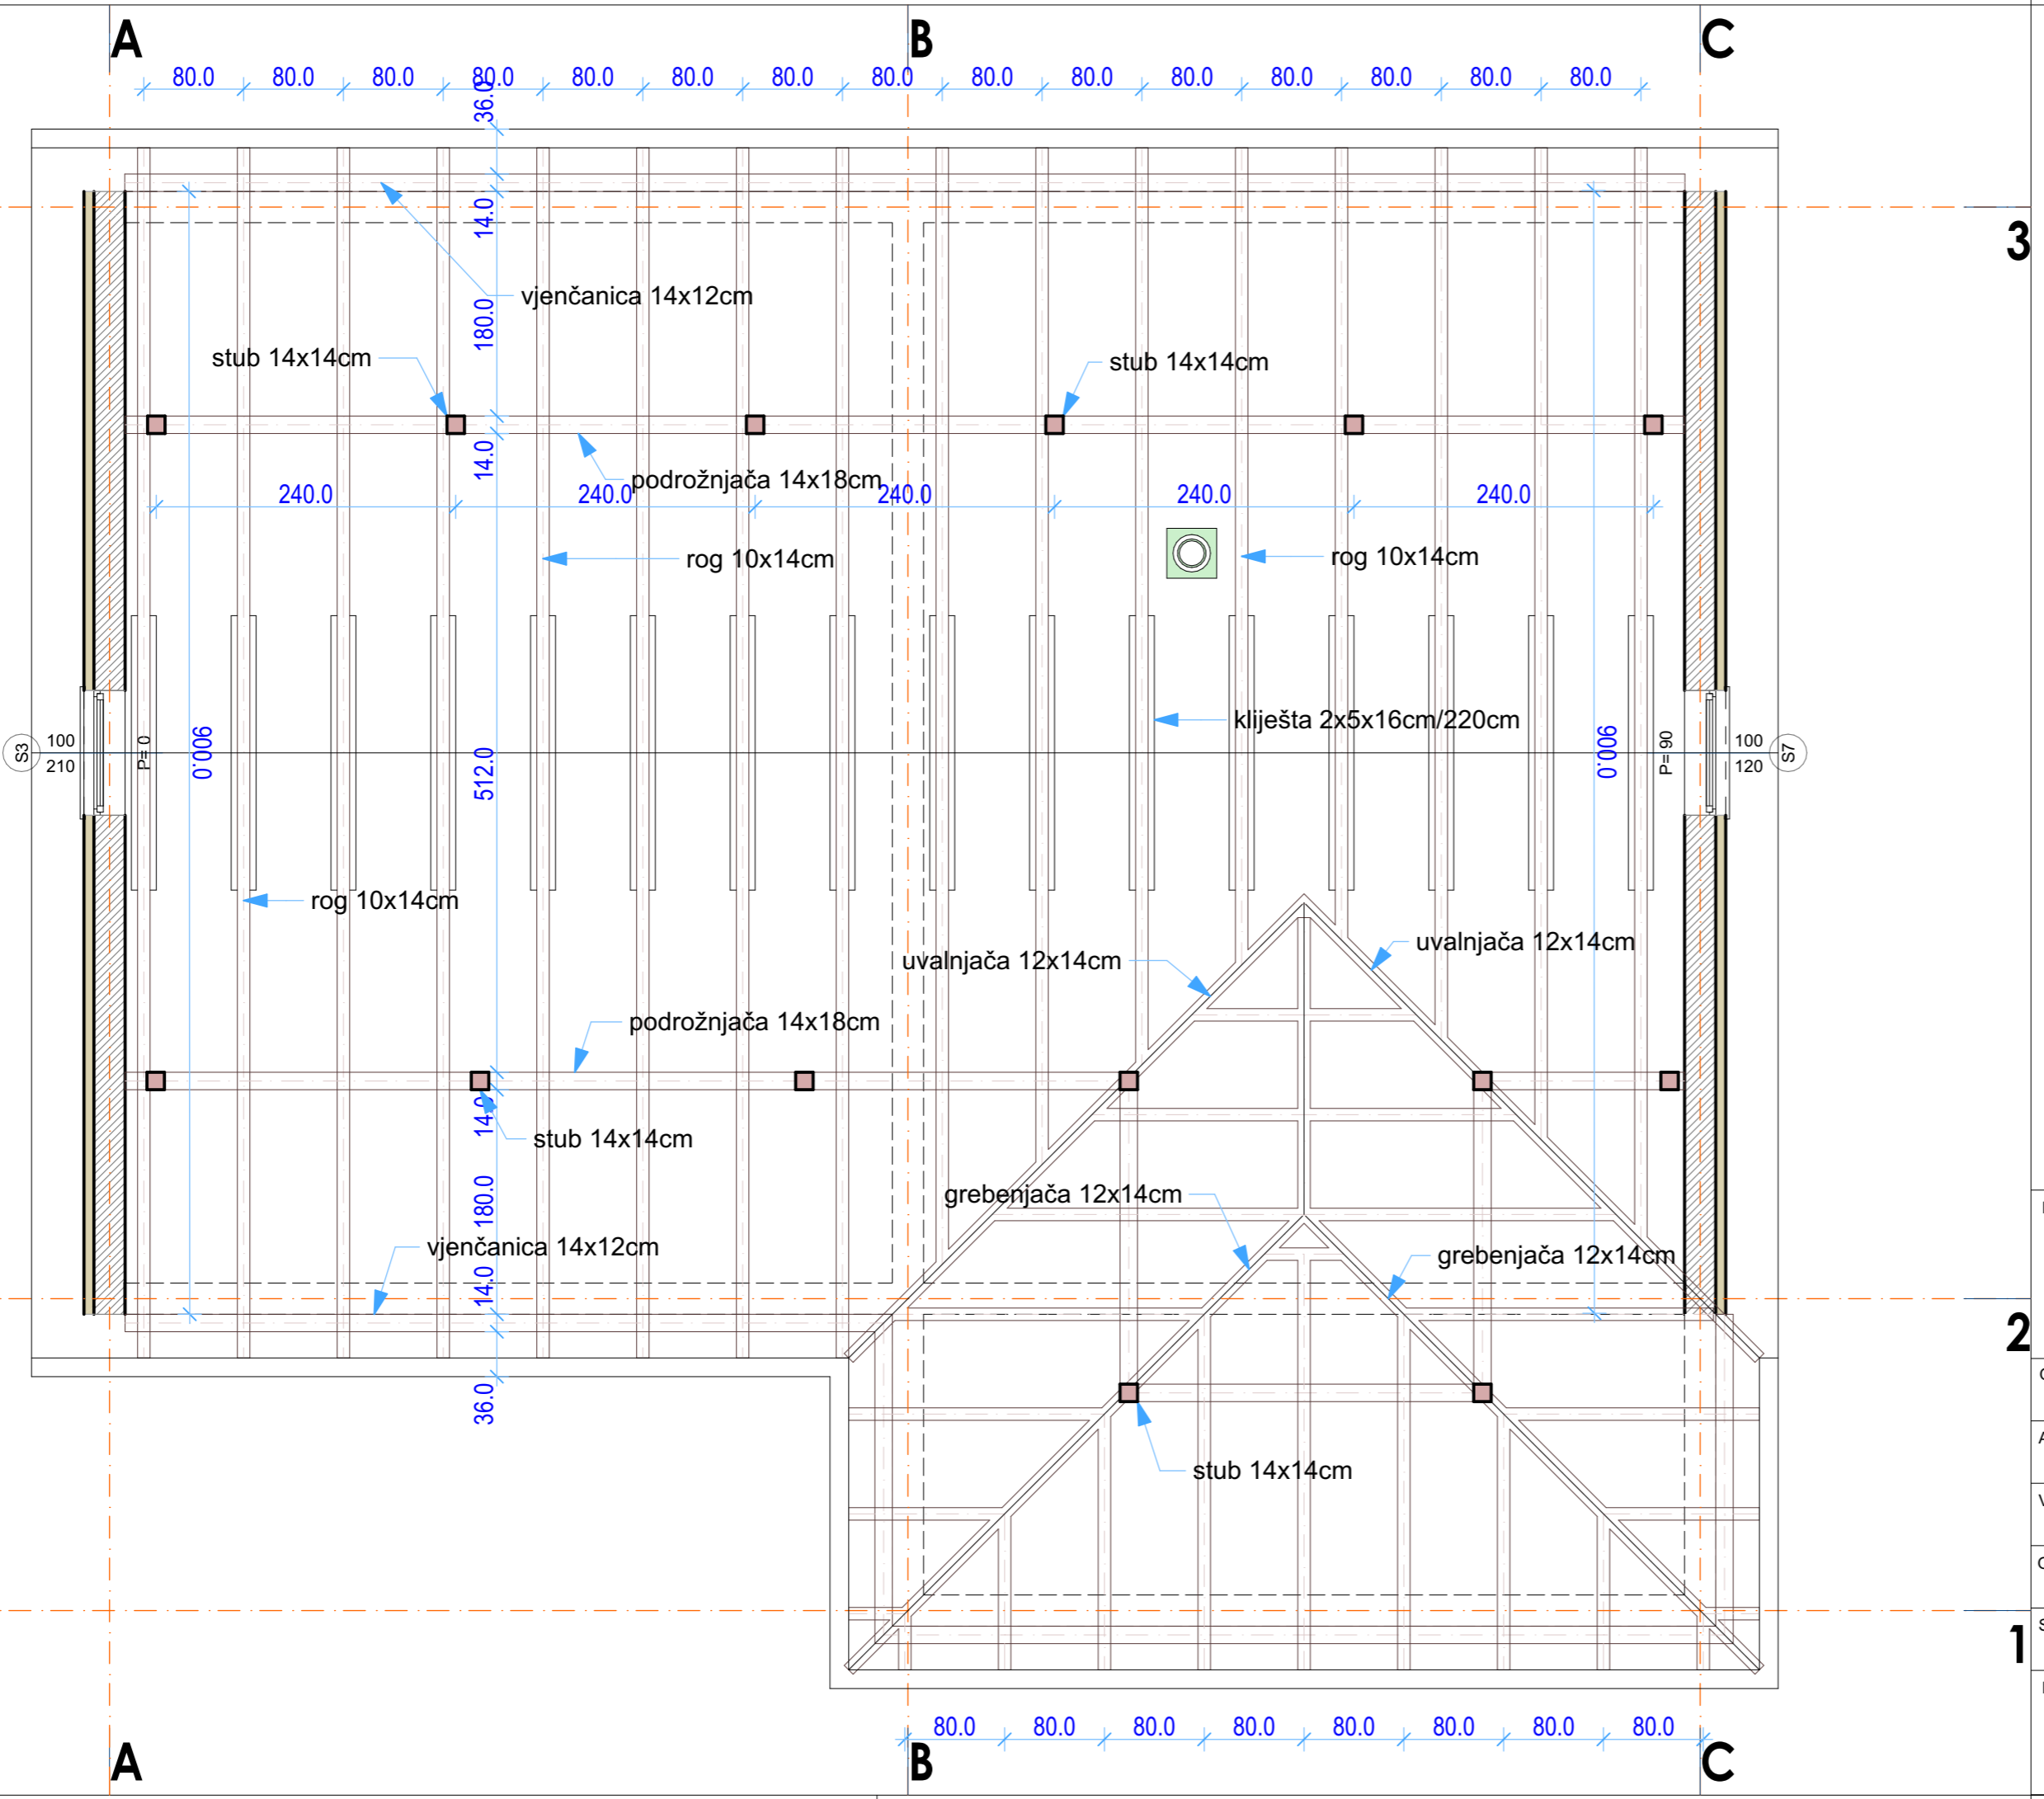 A B C
80.0 80.0 80.0 80.0 80.0 80.0 80.0 80.0 80.0 80.0 80.0 80.0 80.0 80.0 80.0
36.0
14.0
3
vjenčanica 14x12cm
180.0
stub 14x14cm
stub 14x14cm
14.0
podrožnjača 14x18cm
240.0 240.0 240.0 240.0 240.0
rog 10x14cm
rog 10x14cm
kliješta 2x5x16cm/220cm
S3
100
210
P= 0
900.0
512.0
900.0
P= 90
100
120
S7
rog 10x14cm
uvalnjača 12x14cm
uvalnjača 12x14cm
podrožnjača 14x18cm
14.0
stub 14x14cm
180.0
grebenjača 12x14cm
vjenčanica 14x12cm
grebenjača 12x14cm
14.0
2
36.0
stub 14x14cm
1
80.0 80.0 80.0 80.0 80.0 80.0 80.0 80.0
A B C